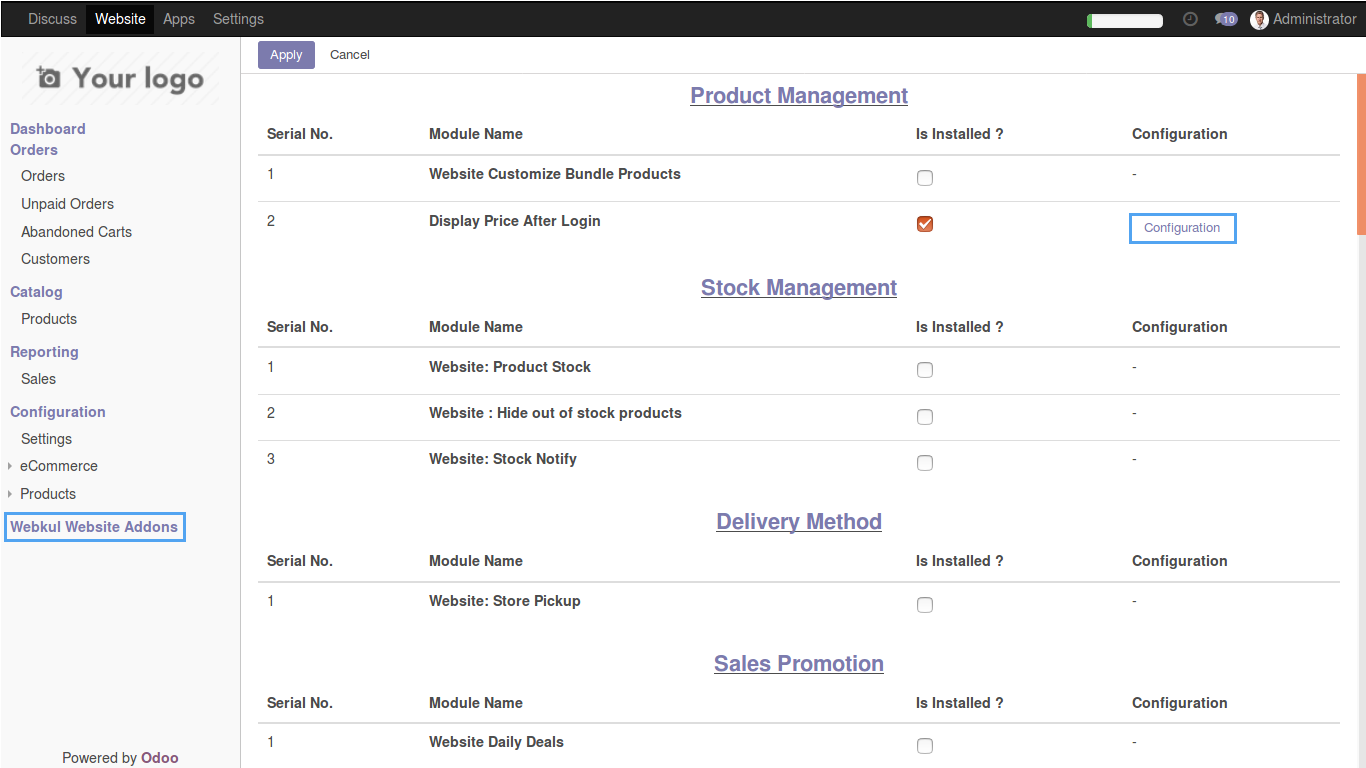 Discuss Website Apps Settings 10 Administrator
Apply Cancel
Your logo
Dashboard
Orders
Orders
Unpaid Orders
Abandoned Carts
Customers
Catalog
Products
Reporting
Sales
Configuration
Settings
eCommerce
Products
Webkul Website Addons
Powered by Odoo
Product Management
Serial No. Module Name Is Installed ? Configuration
1 Website Customize Bundle Products -
2 Display Price After Login Configuration
Stock Management
Serial No. Module Name Is Installed ? Configuration
1 Website: Product Stock -
2 Website : Hide out of stock products -
3 Website: Stock Notify -
Delivery Method
Serial No. Module Name Is Installed ? Configuration
1 Website: Store Pickup -
Sales Promotion
Serial No. Module Name Is Installed ? Configuration
1 Website Daily Deals -